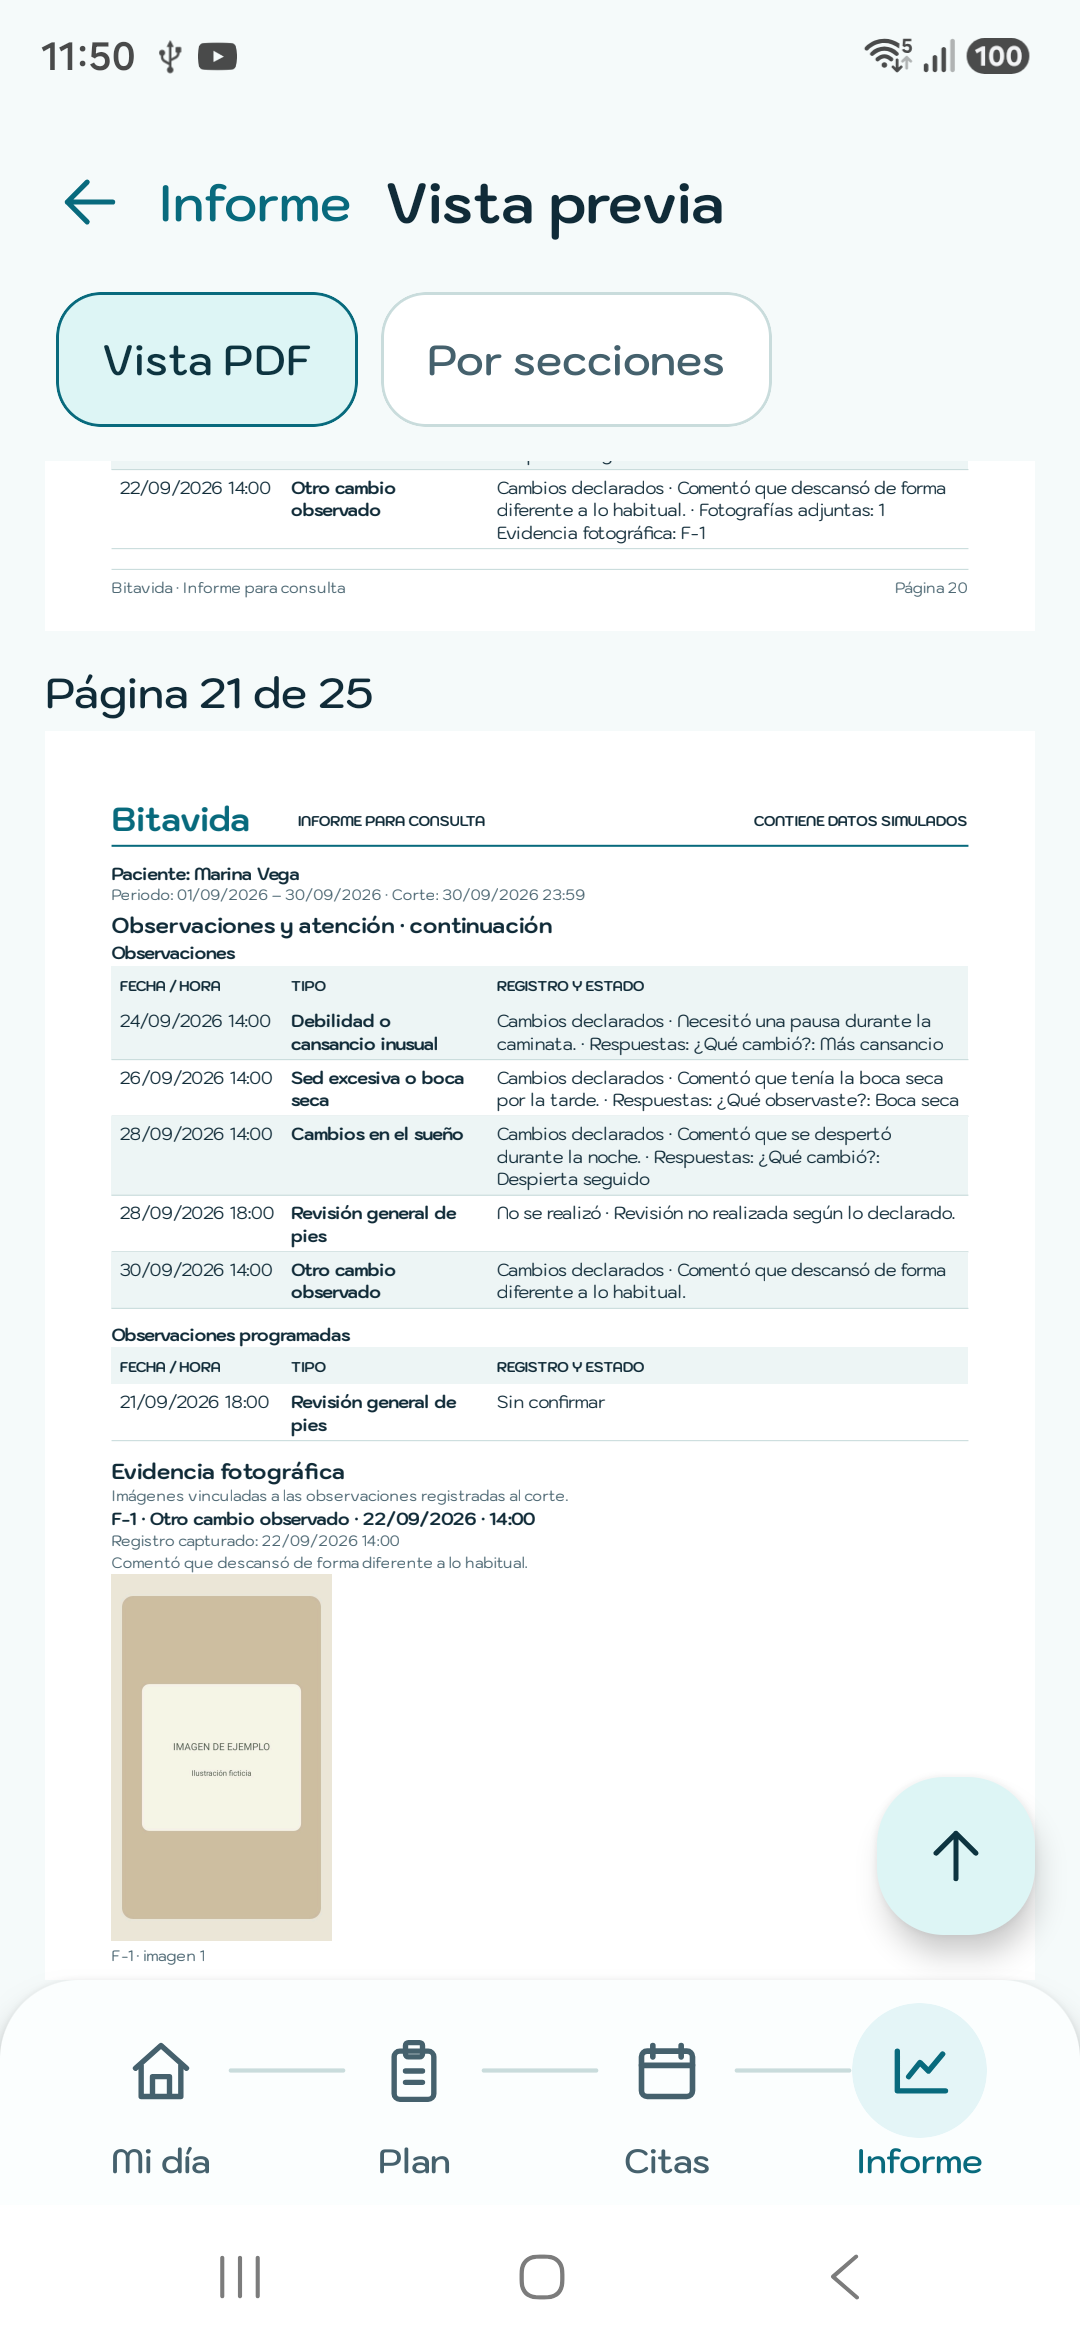 11:50
5
100
Informe Vista previa
Vista PDF
Por secciones
22/09/2026 14:00 Otro cambio observado Cambios declarados · Comentó que descansó de forma
diferente a lo habitual. · Fotografías adjuntas: 1
Evidencia fotográfica: F-1
Bitavida · Informe para consulta Página 20
Página 21 de 25
Bitavida INFORME PARA CONSULTA CONTIENE DATOS SIMULADOS
Paciente: Marina Vega
Periodo: 01/09/2026 – 30/09/2026 · Corte: 30/09/2026 23:59
Observaciones y atención · continuación
Observaciones
FECHA / HORA TIPO REGISTRO Y ESTADO
24/09/2026 14:00 Debilidad o Cambios declarados · Necesitó una pausa durante la
cansancio inusual caminata. · Respuestas: ¿Qué cambió?: Más cansancio
26/09/2026 14:00 Sed excesiva o boca Cambios declarados · Comentó que tenía la boca seca
seca por la tarde. · Respuestas: ¿Qué observaste?: Boca seca
28/09/2026 14:00 Cambios en el sueño Cambios declarados · Comentó que se despertó
durante la noche. · Respuestas: ¿Qué cambió?:
Despierta seguido
28/09/2026 18:00 Revisión general de No se realizó · Revisión no realizada según lo declarado.
pies
30/09/2026 14:00 Otro cambio Cambios declarados · Comentó que descansó de forma
observado diferente a lo habitual.
Observaciones programadas
FECHA / HORA TIPO REGISTRO Y ESTADO
21/09/2026 18:00 Revisión general de Sin confirmar
pies
Evidencia fotográfica
Imágenes vinculadas a las observaciones registradas al corte.
F-1 · Otro cambio observado · 22/09/2026 · 14:00
Registro capturado: 22/09/2026 14:00
Comentó que descansó de forma diferente a lo habitual.
IMAGEN DE EJEMPLO
Ilustración ficticia
F-1 · imagen 1
Mi día Plan Citas Informe